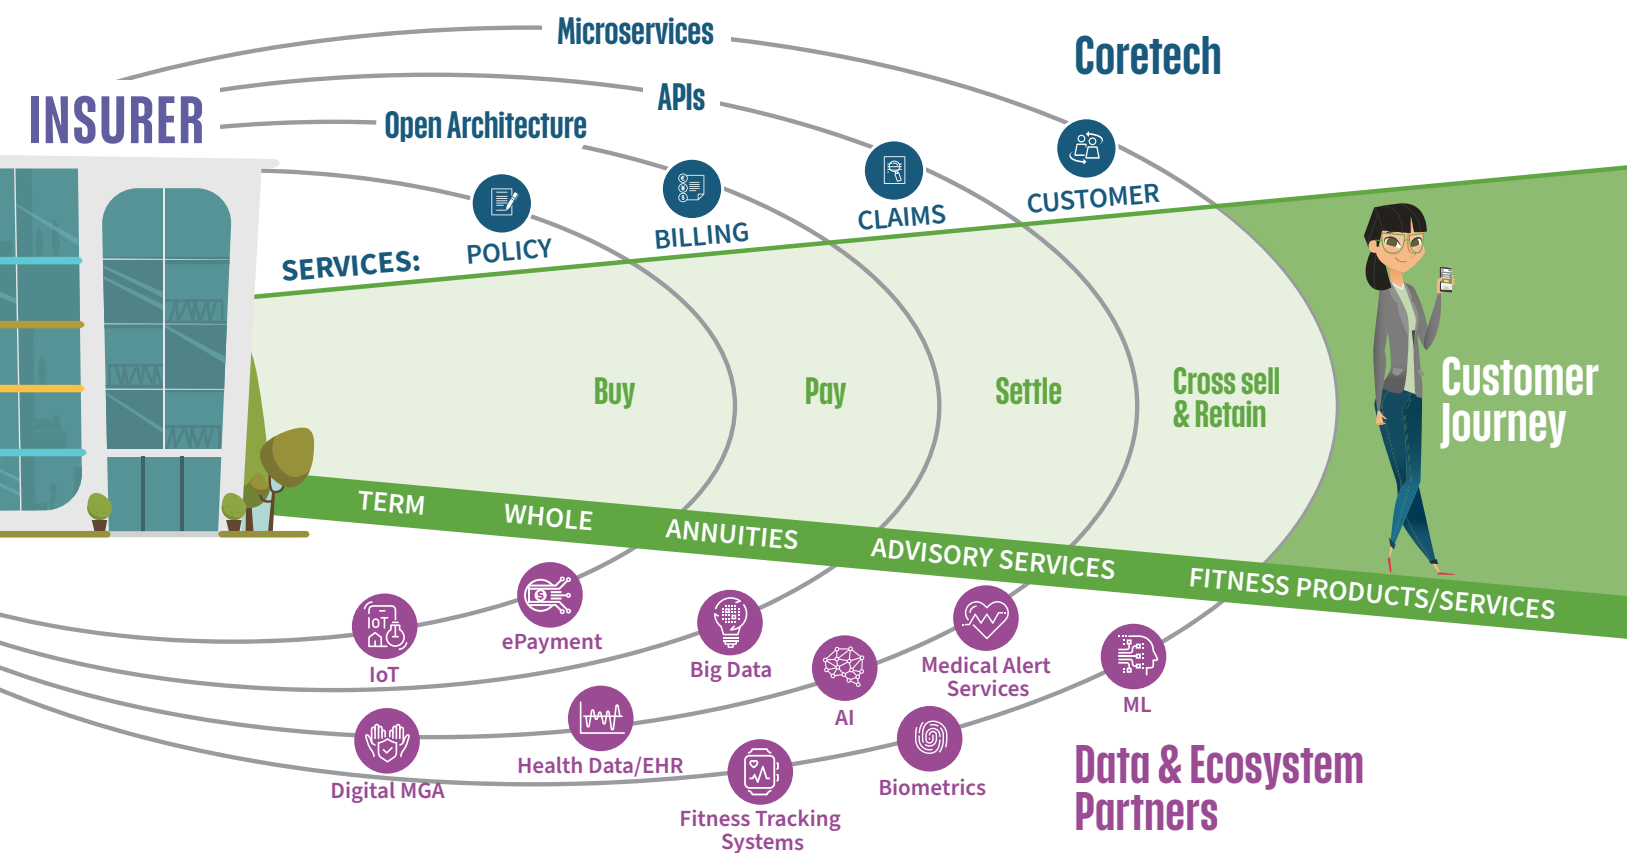 Microservices
Coretech
APIs
INSURER
Open Architecture
SERVICES:
POLICY
BILLING
CLAIMS
CUSTOMER
Buy
Pay
Settle
Cross sell
& Retain
Customer
Journey
TERM
WHOLE
ANNUITIES
ADVISORY SERVICES
FITNESS PRODUCTS/SERVICES
IoT
IoT
$
ePayment
Big Data
AI
Medical Alert
Services
ML
Digital MGA
Health Data/EHR
Fitness Tracking
Systems
Biometrics
Data & Ecosystem
Partners